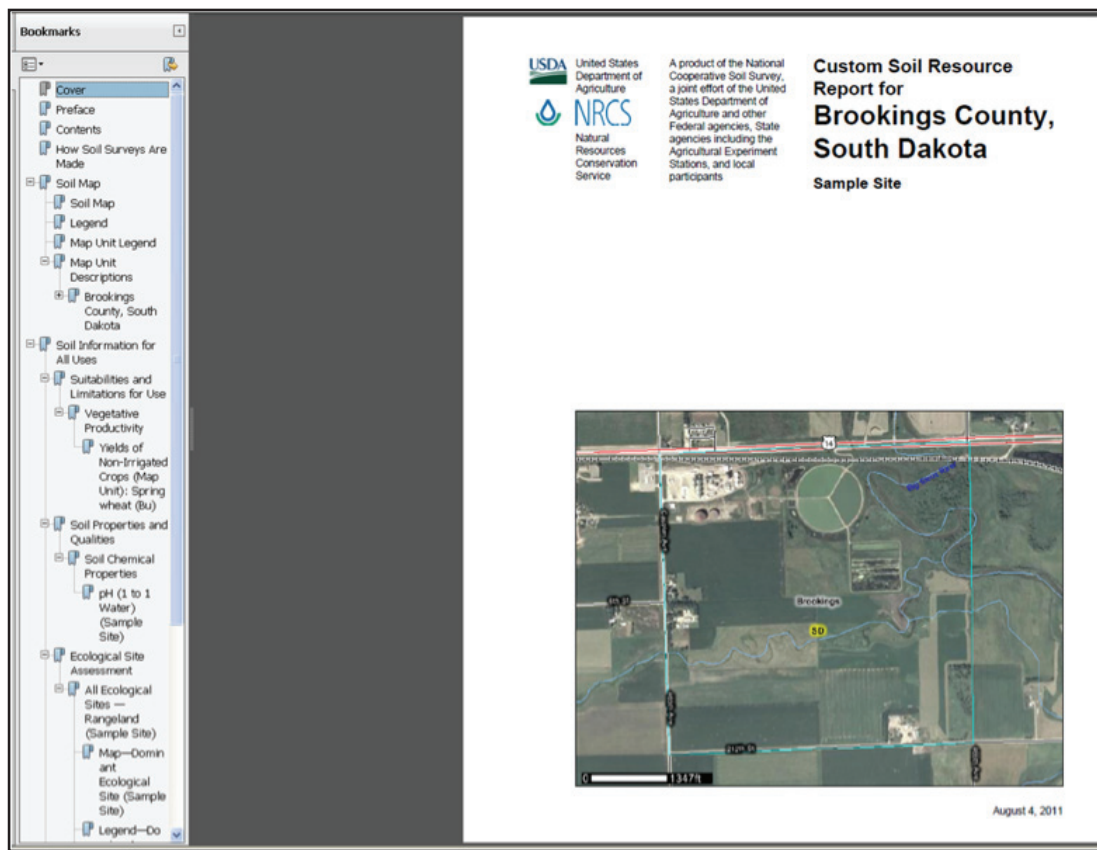 Bookmarks
Cover
Preface
Contents
How Soil Surveys Are
Made
Soil Map
Soil Map
Legend
Map Unit Legend
Map Unit
Descriptions
Brookings
County, South
Dakota
Soil Information for
All Uses
Suitabilities and
Limitations for Use
Vegetative
Productivity
Yields of
Non-Irrigated
Crops (Map
Unit): Spring
wheat (Bu)
Soil Properties and
Qualities
Soil Chemical
Properties
pH (1 to 1
Water)
(Sample
Site)
Ecological Site
Assessment
All Ecological
Sites —
Rangeland
(Sample Site)
Map—Domin
ant
Ecological
Site (Sample
Site)
Legend—Do
USDA
United States
Department of
Agriculture
NRCS
Natural
Resources
Conservation
Service
A product of the National
Cooperative Soil Survey,
a joint effort of the United
States Department of
Agriculture and other
Federal agencies, State
agencies including the
Agricultural Experiment
Stations, and local
participants
Custom Soil Resource
Report for
Brookings County,
South Dakota
Sample Site
14
Brookings
SD
212th St
0 1347ft
August 4, 2011